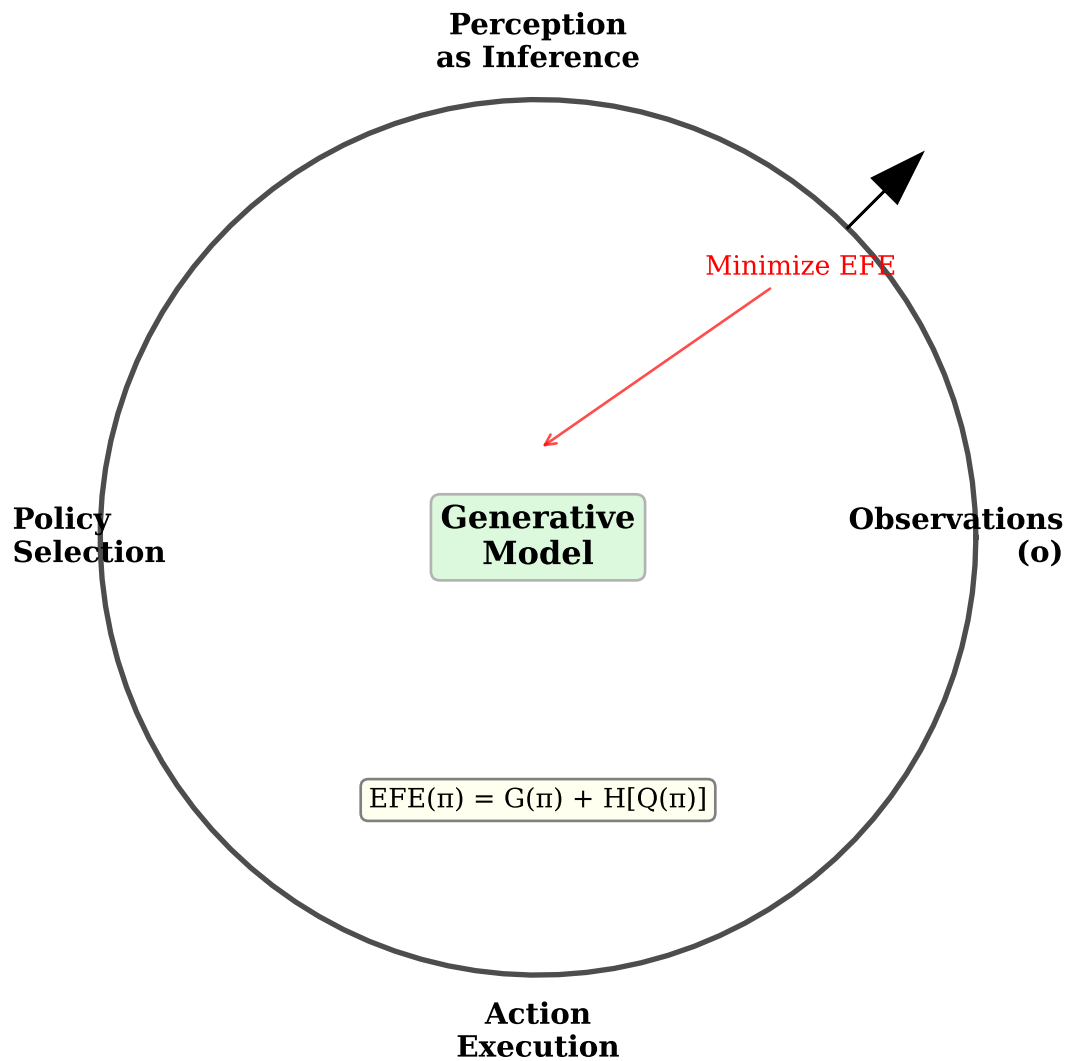 Perception
as Inference
Minimize EFE
Policy
Selection
Generative
Model
Observations
(o)
EFE(π) = G(π) + H[Q(π)]
Action
Execution